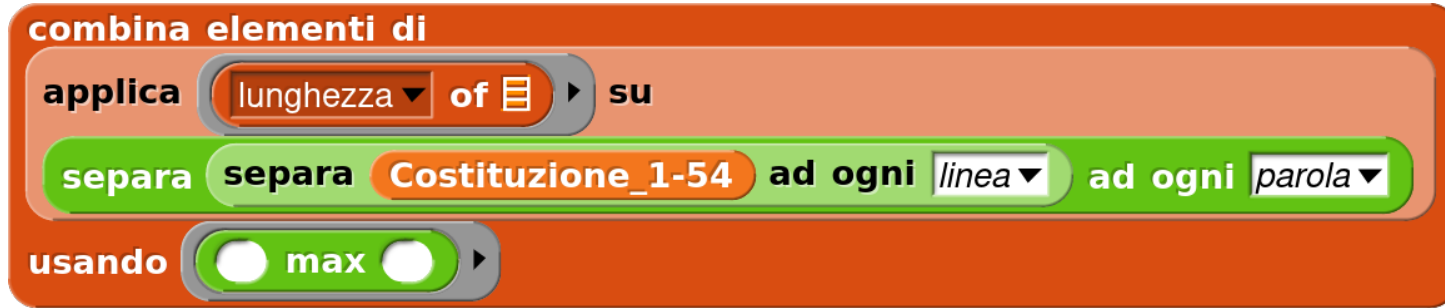 combina elementi di
applica lunghezza of su
separa separa Costituzione_1-54 ad ogni linea ad ogni parola
usando max